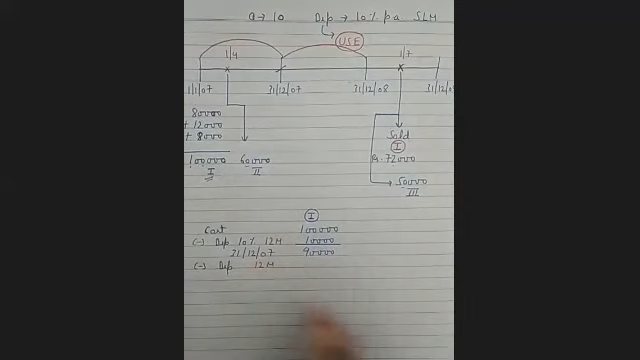 Q→10 Dep → 10% pa SLM
USE
1/4 1/7
1/1/07 31/12/07 31/12/08 31/12/
80000
+ 12000
+ 8000
100000 60000
I II
Sold
I
72000
50000
III
I
Cost 100000
(-) Dep 10% 12M 10000
31/12/07 90000
(-) Dep 12M